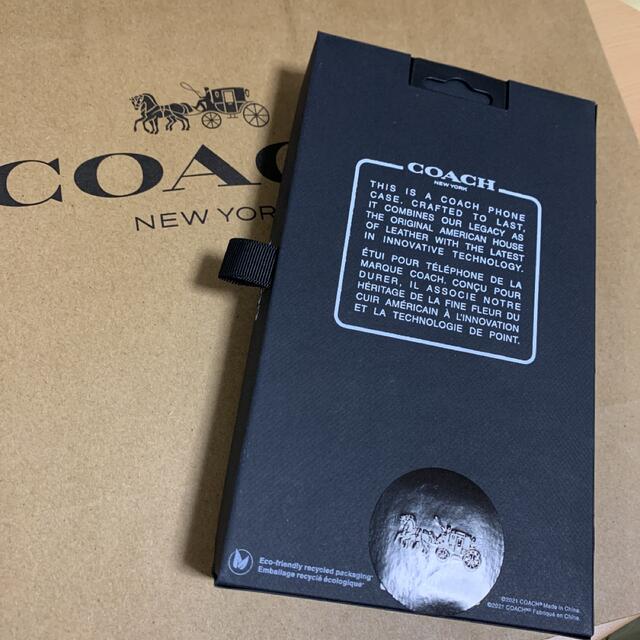 COAC
NEW YOR
COACH
NEW YORK
THIS IS A COACH PHONE
CASE. CRAFTED TO LAST,
IT COMBINES OUR LEGACY AS
THE ORIGINAL AMERICAN HOUSE
OF LEATHER WITH THE LATEST
IN INNOVATIVE TECHNOLOGY.
ÉTUI POUR TÉLÉPHONE DE LA
MARQUE COACH. CONÇU POUR
DURER, IL ASSOCIE NOTRE
HÉRITAGE DE LA FINE FLEUR DU
CUIR AMÉRICAIN À L'INNOVATION
ET LA TECHNOLOGIE DE POINT.
Eco-friendly recycled packaging
Emballage recyclé écologique
©2021 COACH® Made in China.
©2021 COACH® Fabriqué en Chine.